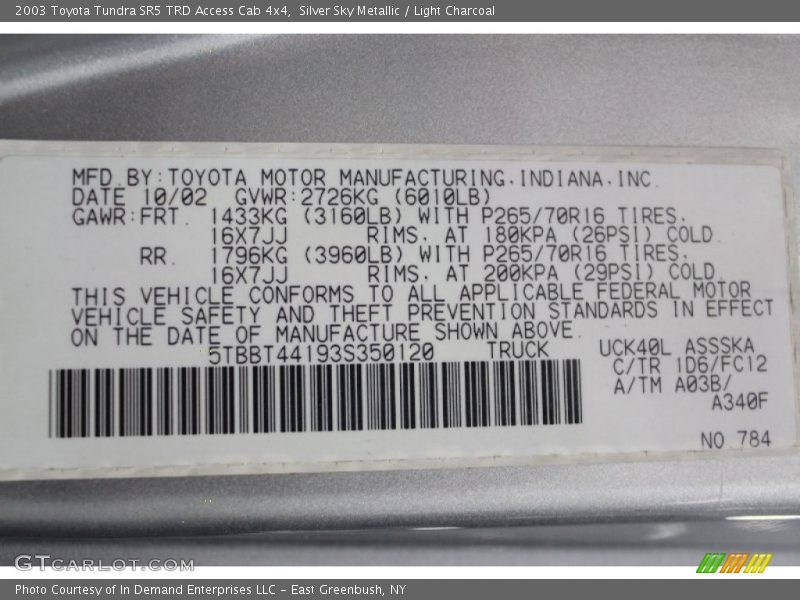 2003 Toyota Tundra SR5 TRD Access Cab 4x4, Silver Sky Metallic / Light Charcoal
MFD.BY:TOYOTA MOTOR MANUFACTURING.INDIANA.INC.
DATE 10/02 GVWR:2726KG (6010LB)
GAWR:FRT. 1433KG (3160LB) WITH P265/70R16 TIRES.
16X7JJ RIMS. AT 180KPA (26PSI) COLD.
RR. 1796KG (3960LB) WITH P265/70R16 TIRES.
16X7JJ RIMS. AT 200KPA (29PSI) COLD.
THIS VEHICLE CONFORMS TO ALL APPLICABLE FEDERAL MOTOR
VEHICLE SAFETY AND THEFT PREVENTION STANDARDS IN EFFECT
ON THE DATE OF MANUFACTURE SHOWN ABOVE.
5TBBT44193S350120 TRUCK
UCK40L ASSSKA
C/TR 1D6/FC12
A/TM A03B/
A340F
NO.784
GTCARLOT.COM
Photo Courtesy of In Demand Enterprises LLC - East Greenbush, NY